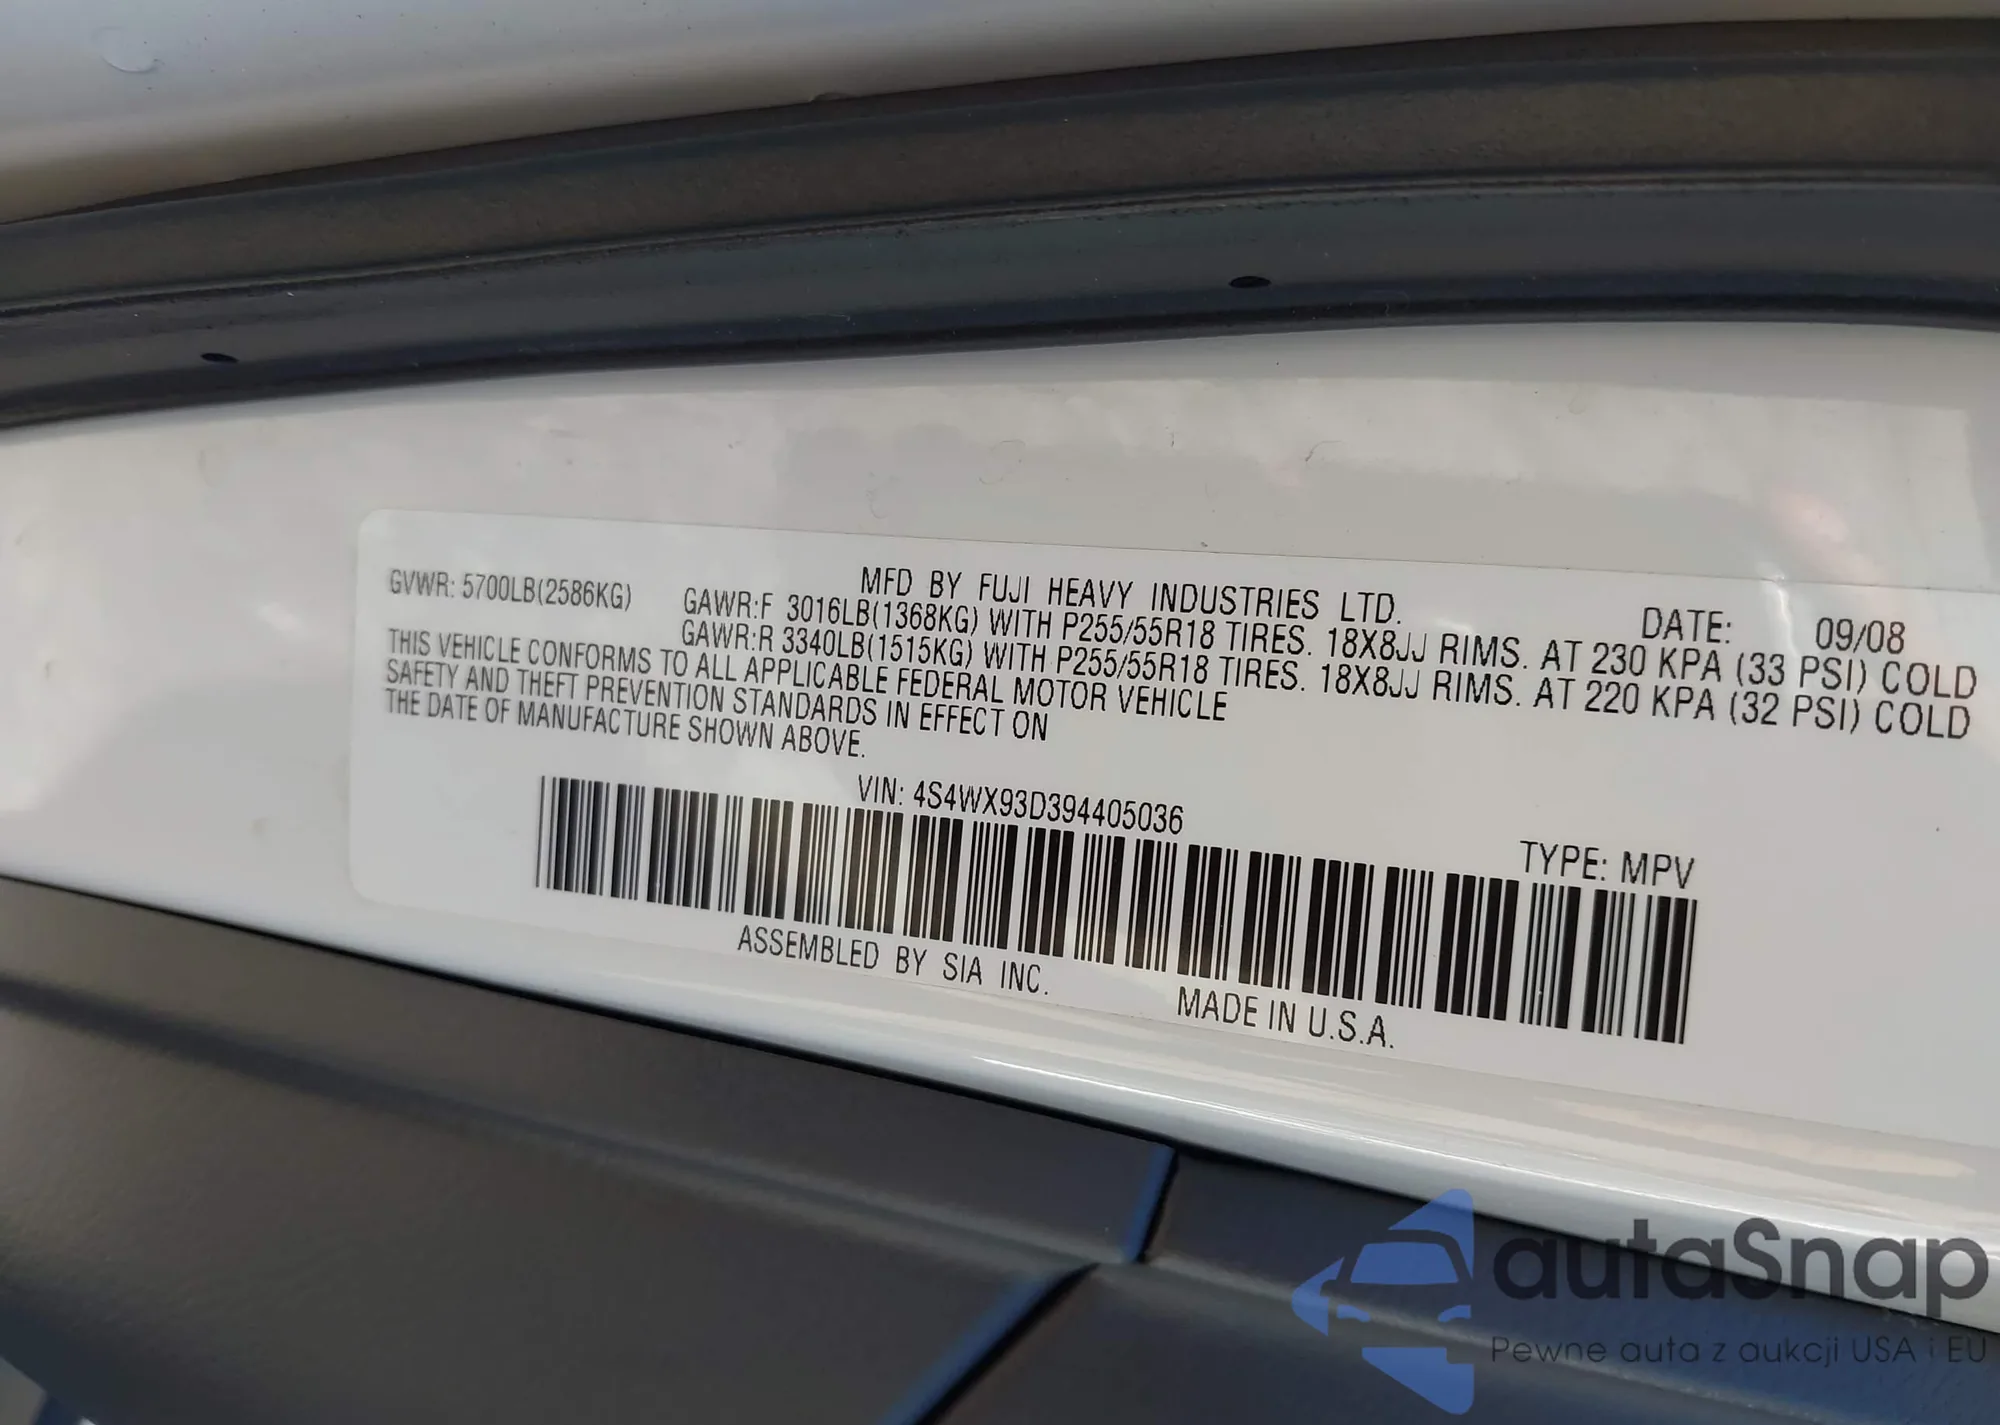 MFD BY FUJI HEAVY INDUSTRIES LTD. DATE: 09/08
GVWR: 5700LB(2586KG) GAWR:F 3016LB(1368KG) WITH P255/55R18 TIRES. 18X8JJ RIMS. AT 230 KPA (33 PSI) COLD
GAWR:R 3340LB(1515KG) WITH P255/55R18 TIRES. 18X8JJ RIMS. AT 220 KPA (32 PSI) COLD
THIS VEHICLE CONFORMS TO ALL APPLICABLE FEDERAL MOTOR VEHICLE
SAFETY AND THEFT PREVENTION STANDARDS IN EFFECT ON
THE DATE OF MANUFACTURE SHOWN ABOVE.
VIN: 4S4WX93D394405036
TYPE: MPV
ASSEMBLED BY SIA INC.
MADE IN U.S.A.
autaSnap
Pewne auta z aukcji USA i EU